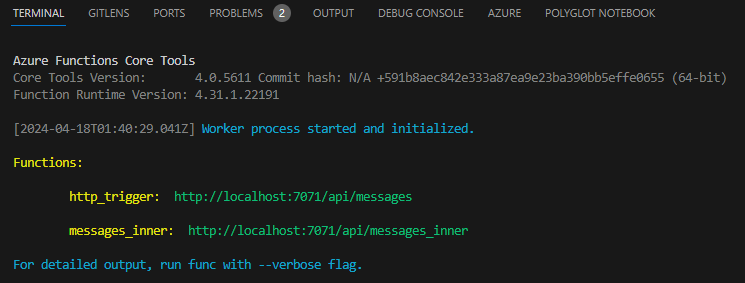 TERMINAL GITLENS PORTS PROBLEMS 2 OUTPUT DEBUG CONSOLE AZURE POLYGLOT NOTEBOOK
Azure Functions Core Tools
Core Tools Version: 4.0.5611 Commit hash: N/A +591b8aec842e333a87ea9e23ba390bb5effe0655 (64-bit)
Function Runtime Version: 4.31.1.22191
[2024-04-18T01:40:29.041Z] Worker process started and initialized.
Functions:
http_trigger: http://localhost:7071/api/messages
messages_inner: http://localhost:7071/api/messages_inner
For detailed output, run func with --verbose flag.